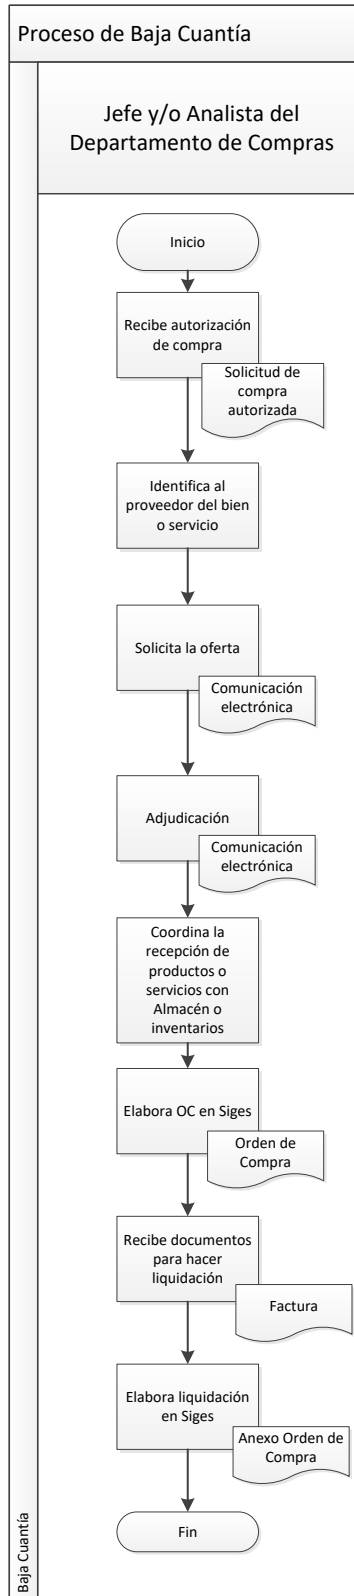 Proceso de Baja Cuantía
Jefe y/o Analista del
Departamento de Compras
Inicio
Recibe autorización
de compra
Solicitud de
compra
autorizada
Identifica al
proveedor del bien
o servicio
Solicita la oferta
Comunicación
electrónica
Adjudicación
Comunicación
electrónica
Coordina la
recepción de
productos o
servicios con
Almacén o
inventarios
Elabora OC en Siges
Orden de
Compra
Recibe documentos
para hacer
liquidación
Factura
Elabora liquidación
en Siges
Anexo Orden de
Compra
Fin
Baja Cuantía